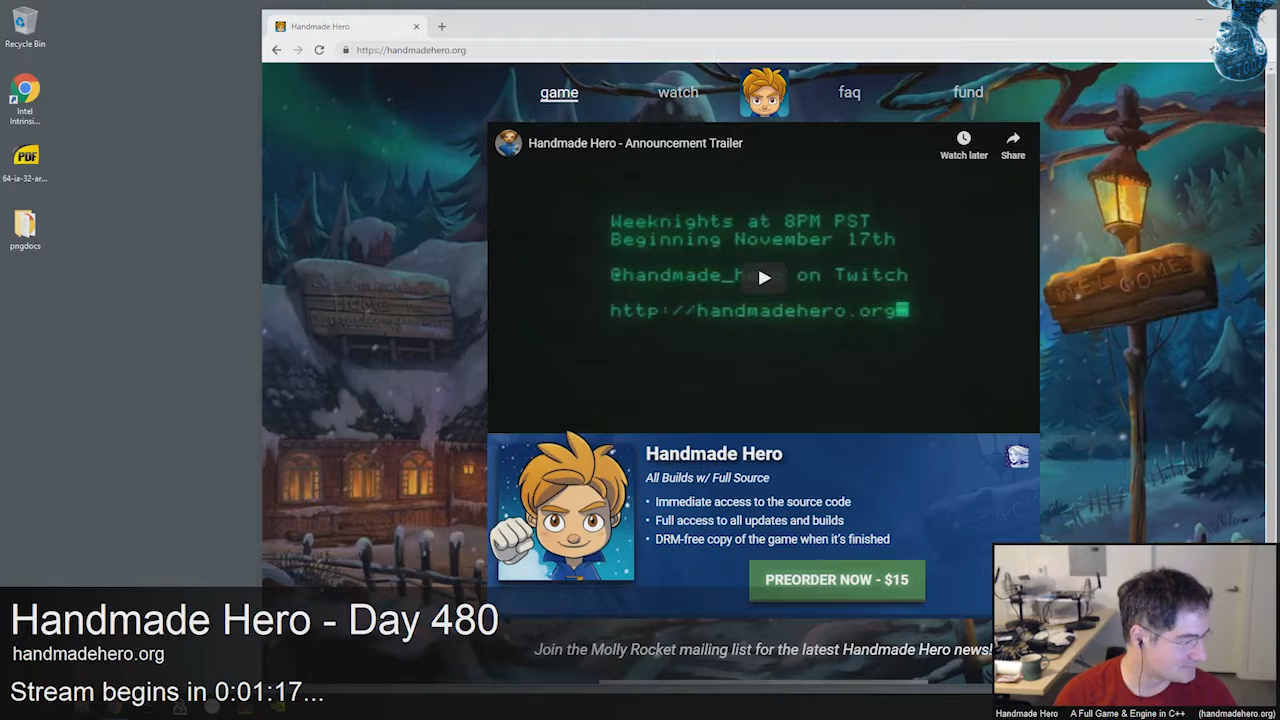 Recycle Bin
Intel
Intrinsi...
PDF
64-ia-32-ar...
pngdocs
Handmade Hero
https://handmadehero.org
game
watch
faq
fund
Handmade Hero - Announcement Trailer
Watch later
Share
Weeknights at 8PM PST
Beginning November 17th
@handmade_he on Twitch
http://handmadehero.org
WELCOME
Handmade Hero
All Builds w/ Full Source
• Immediate access to the source code
• Full access to all updates and builds
• DRM-free copy of the game when it's finished
PREORDER NOW - $15
Join the Molly Rocket mailing list for the latest Handmade Hero news!
Handmade Hero - Day 480
handmadehero.org
Stream begins in 0:01:17...
Handmade Hero A Full Game & Engine in C++ (handmadehero.org)